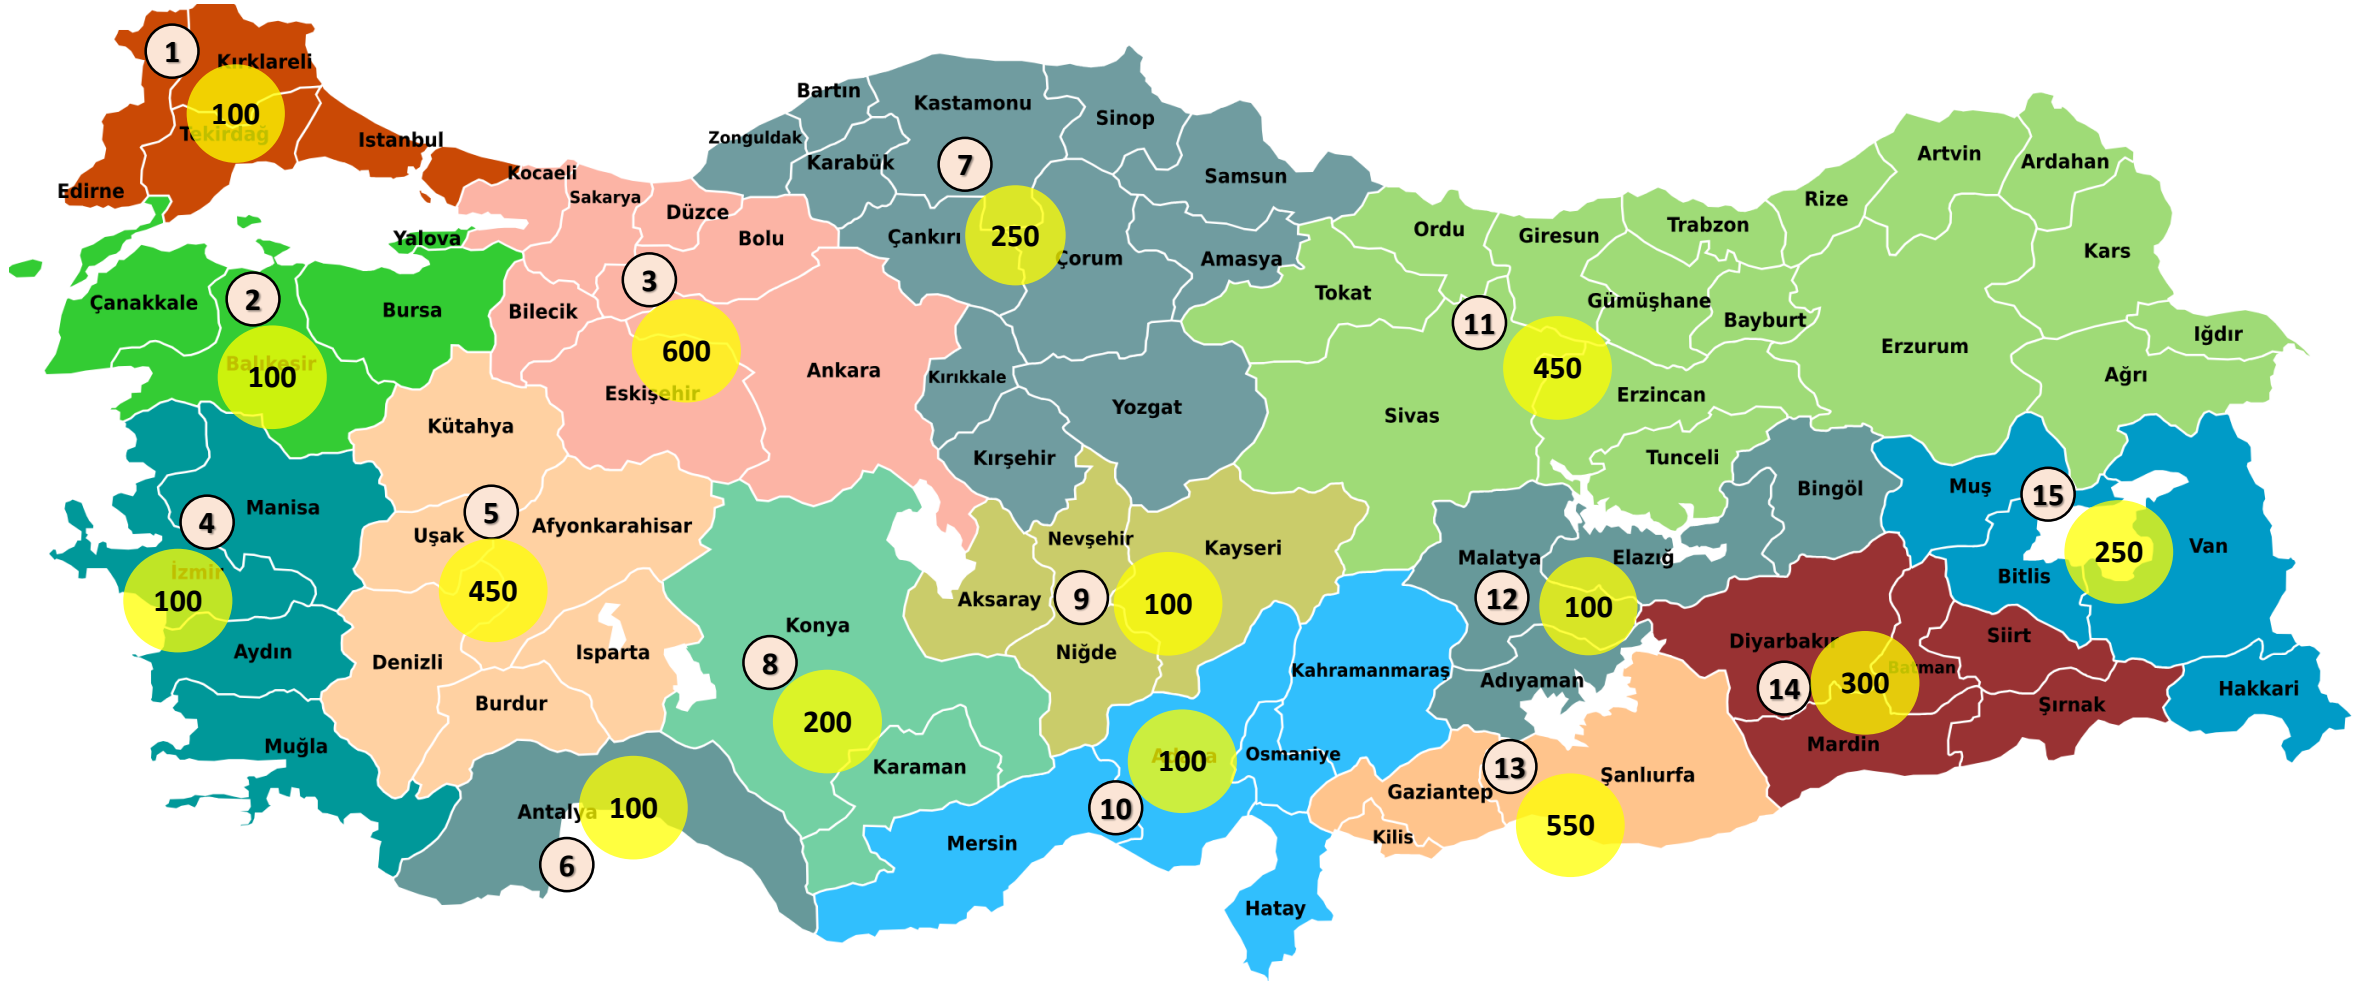 1
Kırklareli
100
Tekirdağ
Istanbul
Edirne
Kocaeli
Sakarya
Düzce
Bolu
Yalova
Çanakkale
2
Bursa
Balıkesir
100
Bilecik
3
600
Eskişehir
Ankara
Bartın
Zonguldak
Karabük
Kastamonu
7
Sinop
Samsun
Çankırı
250
Çorum
Amasya
Kırıkkale
Yozgat
Kırşehir
Ordu
Giresun
Trabzon
Rize
Artvin
Ardahan
Kars
Tokat
11
Gümüşhane
Bayburt
450
Erzurum
Iğdır
Ağrı
Sivas
Erzincan
Tunceli
Kütahya
Manisa
4
5
Uşak
Afyonkarahisar
İzmir
100
450
Aydın
Denizli
Isparta
Burdur
Muğla
Antalya
100
6
Konya
8
200
Karaman
Nevşehir
Kayseri
Aksaray
9
100
Niğde
Adana
100
10
Mersin
Osmaniye
Kahramanmaraş
Hatay
Malatya
Elazığ
Bingöl
12
100
Adıyaman
13
Gaziantep
Şanlıurfa
Kilis
550
Muş
15
Van
250
Bitlis
Diyarbakır
Siirt
Batman
14
300
Şırnak
Mardin
Hakkari